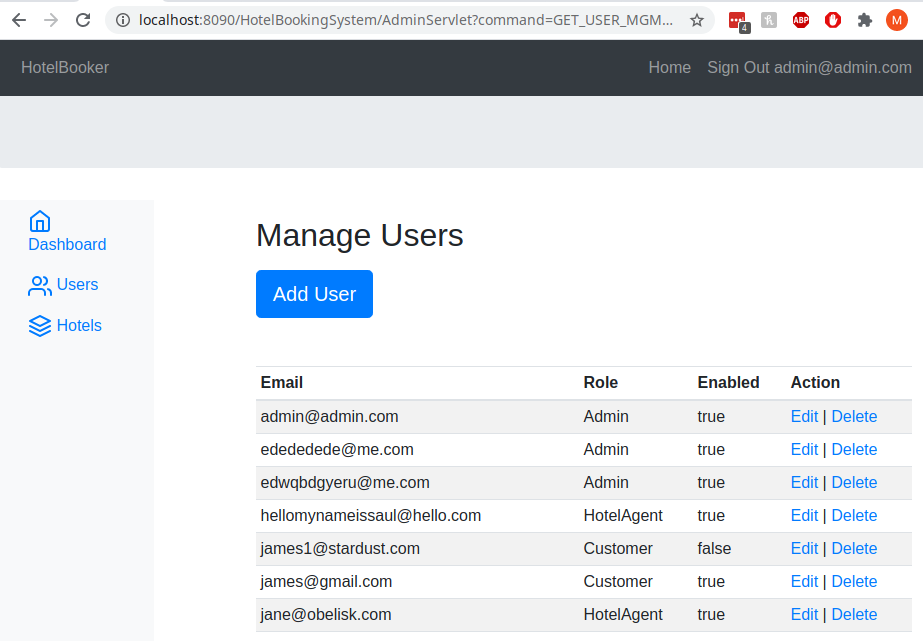 localhost:8090/HotelBookingSystem/AdminServlet?command=GET_USER_MGM...
4
ABP
M
HotelBooker Home Sign Out admin@admin.com
Dashboard
Users
Hotels
Manage Users
Add User
Email Role Enabled Action
admin@admin.com Admin true Edit | Delete
edededede@me.com Admin true Edit | Delete
edwqbdgyeru@me.com Admin true Edit | Delete
hellomynameissaul@hello.com HotelAgent true Edit | Delete
james1@stardust.com Customer false Edit | Delete
james@gmail.com Customer true Edit | Delete
jane@obelisk.com HotelAgent true Edit | Delete